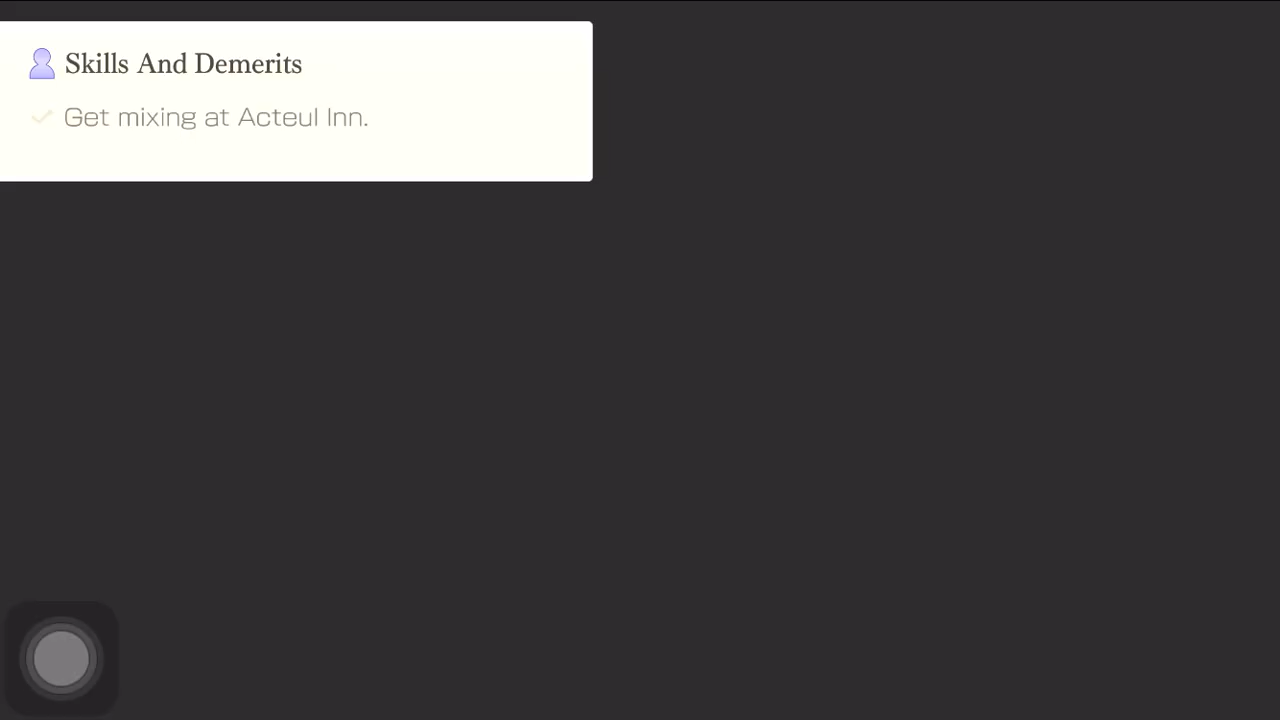 Skills And Demerits
Get mixing at Acteul Inn.